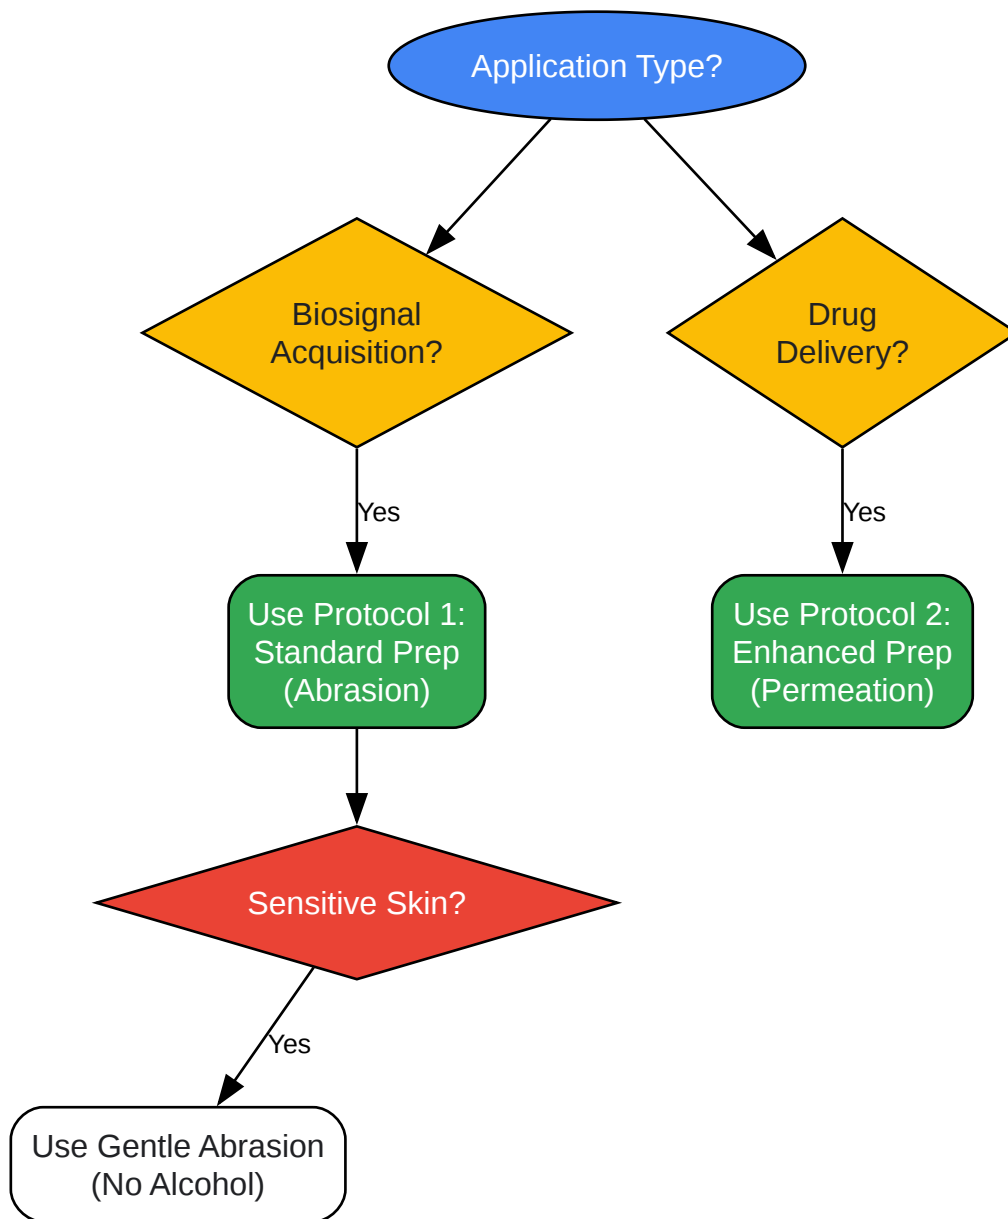 Application Type?
Biosignal
Acquisition?
Drug
Delivery?
Yes
Yes
Use Protocol 1:
Standard Prep
(Abrasion)
Use Protocol 2:
Enhanced Prep
(Permeation)
Sensitive Skin?
Yes
Use Gentle Abrasion
(No Alcohol)